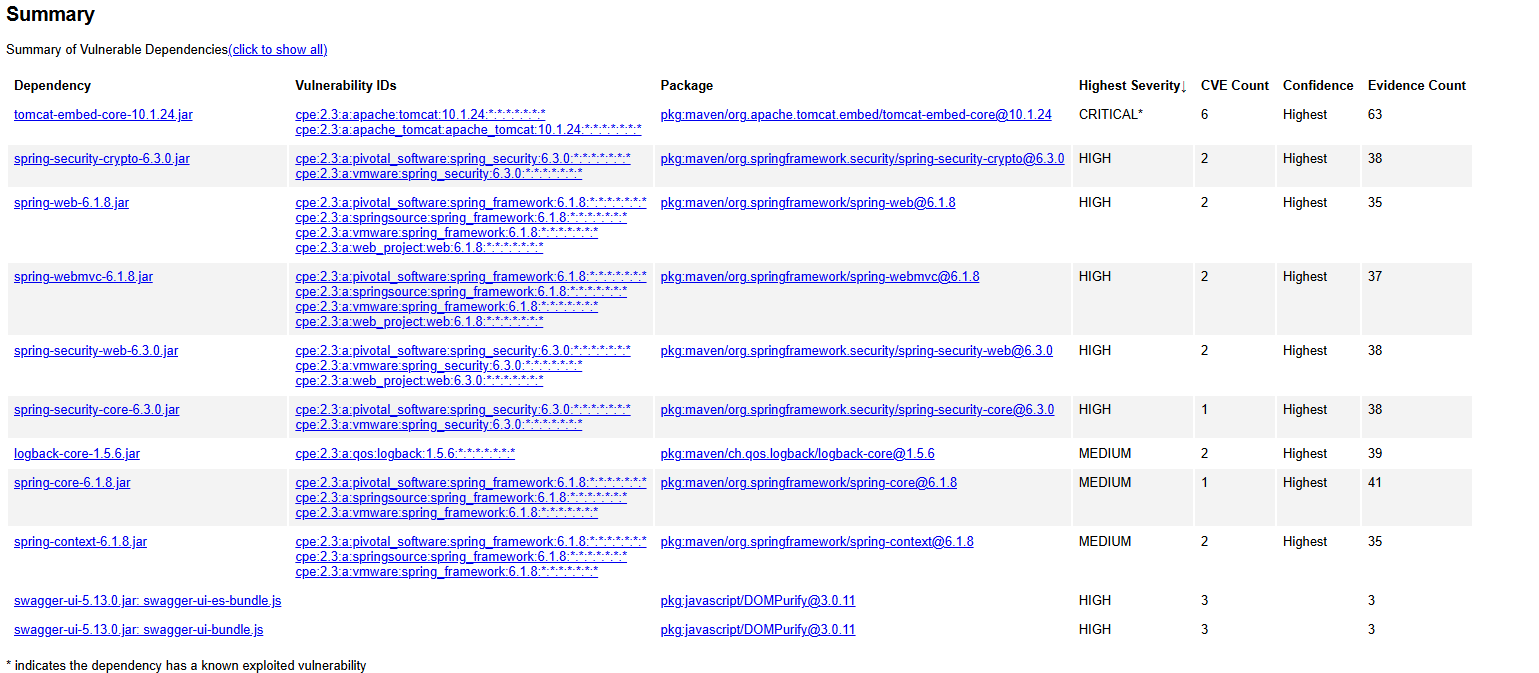 Summary
Summary of Vulnerable Dependencies(click to show all)
Dependency Vulnerability IDs Package Highest Severity↓ CVE Count Confidence Evidence Count
tomcat-embed-core-10.1.24.jar cpe:2.3:a:apache:tomcat:10.1.24:*:*:*:*:*:*:* pkg:maven/org.apache.tomcat.embed/tomcat-embed-core@10.1.24 CRITICAL* 6 Highest 63
cpe:2.3:a:apache_tomcat:apache_tomcat:10.1.24:*:*:*:*:*:*:*
spring-security-crypto-6.3.0.jar cpe:2.3:a:pivotal_software:spring_security:6.3.0:*:*:*:*:*:*:* pkg:maven/org.springframework.security/spring-security-crypto@6.3.0 HIGH 2 Highest 38
cpe:2.3:a:vmware:spring_security:6.3.0:*:*:*:*:*:*:*
spring-web-6.1.8.jar cpe:2.3:a:pivotal_software:spring_framework:6.1.8:*:*:*:*:*:*:* pkg:maven/org.springframework/spring-web@6.1.8 HIGH 2 Highest 35
cpe:2.3:a:springsource:spring_framework:6.1.8:*:*:*:*:*:*:*
cpe:2.3:a:vmware:spring_framework:6.1.8:*:*:*:*:*:*:*
cpe:2.3:a:web_project:web:6.1.8:*:*:*:*:*:*:*
spring-webmvc-6.1.8.jar cpe:2.3:a:pivotal_software:spring_framework:6.1.8:*:*:*:*:*:*:* pkg:maven/org.springframework/spring-webmvc@6.1.8 HIGH 2 Highest 37
cpe:2.3:a:springsource:spring_framework:6.1.8:*:*:*:*:*:*:*
cpe:2.3:a:vmware:spring_framework:6.1.8:*:*:*:*:*:*:*
cpe:2.3:a:web_project:web:6.1.8:*:*:*:*:*:*:*
spring-security-web-6.3.0.jar cpe:2.3:a:pivotal_software:spring_security:6.3.0:*:*:*:*:*:*:* pkg:maven/org.springframework.security/spring-security-web@6.3.0 HIGH 2 Highest 38
cpe:2.3:a:vmware:spring_security:6.3.0:*:*:*:*:*:*:*
cpe:2.3:a:web_project:web:6.3.0:*:*:*:*:*:*:*
spring-security-core-6.3.0.jar cpe:2.3:a:pivotal_software:spring_security:6.3.0:*:*:*:*:*:*:* pkg:maven/org.springframework.security/spring-security-core@6.3.0 HIGH 1 Highest 38
cpe:2.3:a:vmware:spring_security:6.3.0:*:*:*:*:*:*:*
logback-core-1.5.6.jar cpe:2.3:a:qos:logback:1.5.6:*:*:*:*:*:*:* pkg:maven/ch.qos.logback/logback-core@1.5.6 MEDIUM 2 Highest 39
spring-core-6.1.8.jar cpe:2.3:a:pivotal_software:spring_framework:6.1.8:*:*:*:*:*:*:* pkg:maven/org.springframework/spring-core@6.1.8 MEDIUM 1 Highest 41
cpe:2.3:a:springsource:spring_framework:6.1.8:*:*:*:*:*:*:*
cpe:2.3:a:vmware:spring_framework:6.1.8:*:*:*:*:*:*:*
spring-context-6.1.8.jar cpe:2.3:a:pivotal_software:spring_framework:6.1.8:*:*:*:*:*:*:* pkg:maven/org.springframework/spring-context@6.1.8 MEDIUM 2 Highest 35
cpe:2.3:a:springsource:spring_framework:6.1.8:*:*:*:*:*:*:*
cpe:2.3:a:vmware:spring_framework:6.1.8:*:*:*:*:*:*:*
swagger-ui-5.13.0.jar: swagger-ui-es-bundle.js pkg:javascript/DOMPurify@3.0.11 HIGH 3 3
swagger-ui-5.13.0.jar: swagger-ui-bundle.js pkg:javascript/DOMPurify@3.0.11 HIGH 3 3
* indicates the dependency has a known exploited vulnerability